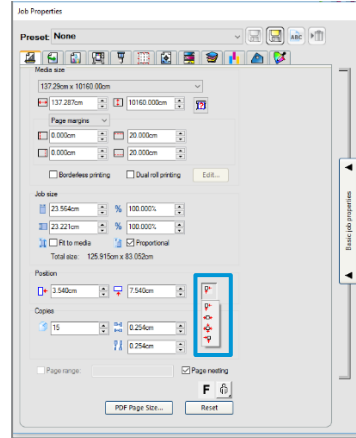 Job Properties
Preset: None
ABC
Media size
137.29cm x 10160.00cm
137.287cm 10160.000cm
Page margins
0.000cm 20.000cm
0.000cm 20.000cm
Borderless printing Dual roll printing Edit...
Job size
23.564cm % 100.000%
23.221cm % 100.000%
Fit to media Proportional
Total size: 125.915cm x 83.052cm
Position
3.540cm 7.540cm
Copies
15 0.254cm
0.254cm
Page range: Page nesting
F
PDF Page Size... Reset
Basic job properties